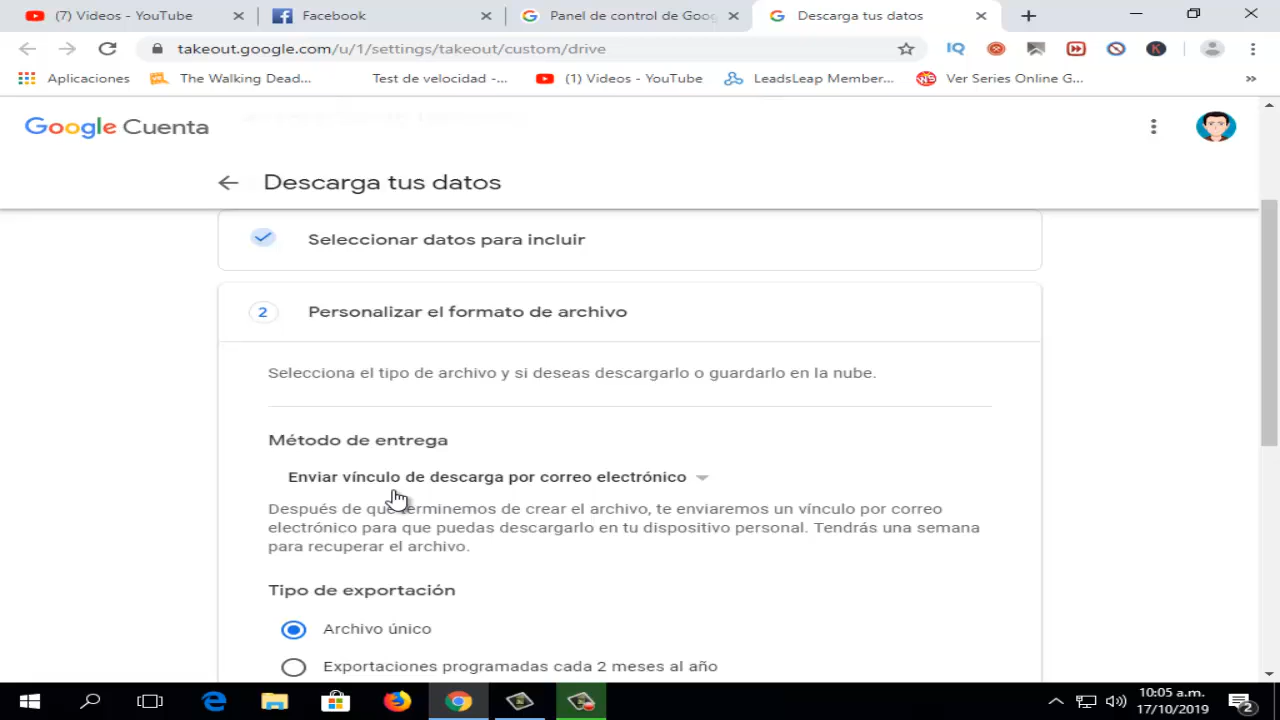 (7) Videos - YouTube
Facebook
Panel de control de Goog
Descarga tus datos
takeout.google.com/u/1/settings/takeout/custom/drive
IQ
K
Aplicaciones
The Walking Dead...
Test de velocidad -...
(1) Videos - YouTube
LeadsLeap Member...
Ver Series Online G...
»
Google Cuenta
Descarga tus datos
Seleccionar datos para incluir
2
Personalizar el formato de archivo
Selecciona el tipo de archivo y si deseas descargarlo o guardarlo en la nube.
Método de entrega
Enviar vínculo de descarga por correo electrónico
Después de que terminemos de crear el archivo, te enviaremos un vínculo por correo
electrónico para que puedas descargarlo en tu dispositivo personal. Tendrás una semana
para recuperar el archivo.
Tipo de exportación
Archivo único
Exportaciones programadas cada 2 meses al año
10:05 a.m.
17/10/2019
2